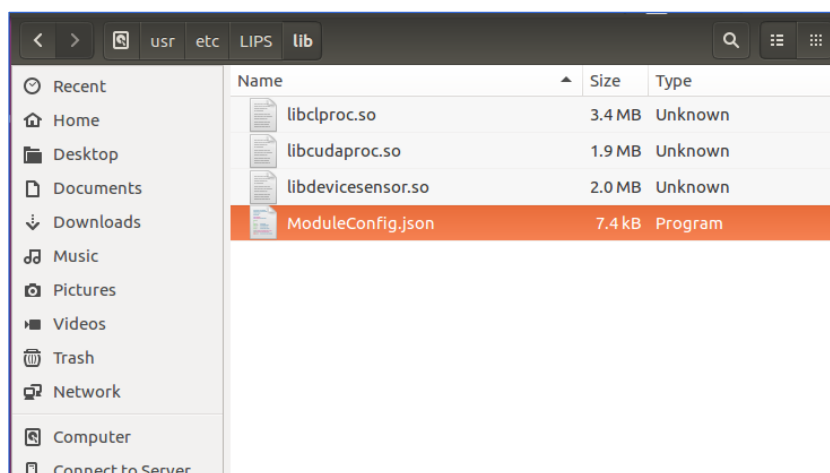 usr etc LIPS lib
Recent
Home
Desktop
Documents
Downloads
Music
Pictures
Videos
Trash
Network
Computer
Connect to Server
Name Size Type
libclproc.so 3.4 MB Unknown
libcudaproc.so 1.9 MB Unknown
libdevicesensor.so 2.0 MB Unknown
ModuleConfig.json 7.4 kB Program